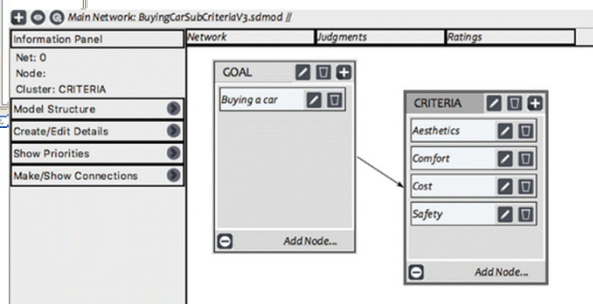 Main Network: BuyingCarSubCriteriaV3.sdmod //
Information Panel
Network
Judgments
Ratings
Net: 0
Node:
Cluster: CRITERIA
Model Structure
Create/Edit Details
Show Priorities
Make/Show Connections
GOAL
Buying a car
Add Node...
CRITERIA
Aesthetics
Comfort
Cost
Safety
Add Node...